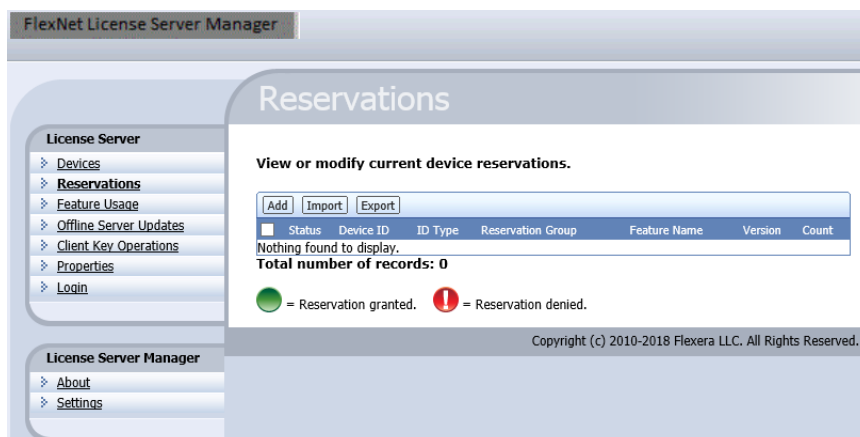 FlexNet License Server Manager
Reservations
License Server
Devices
Reservations
Feature Usage
Offline Server Updates
Client Key Operations
Properties
Login
License Server Manager
About
Settings
View or modify current device reservations.
Add Import Export
Status Device ID ID Type Reservation Group Feature Name Version Count
Nothing found to display.
Total number of records: 0
= Reservation granted. ! = Reservation denied.
Copyright (c) 2010-2018 Flexera LLC. All Rights Reserved.